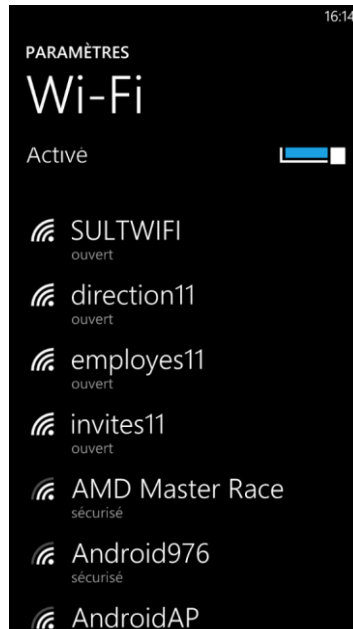 16:14
PARAMÈTRES
Wi-Fi
Activé
SULTWIFI
ouvert
direction11
ouvert
employes11
ouvert
invites11
ouvert
AMD Master Race
sécurisé
Android976
sécurisé
AndroidAP